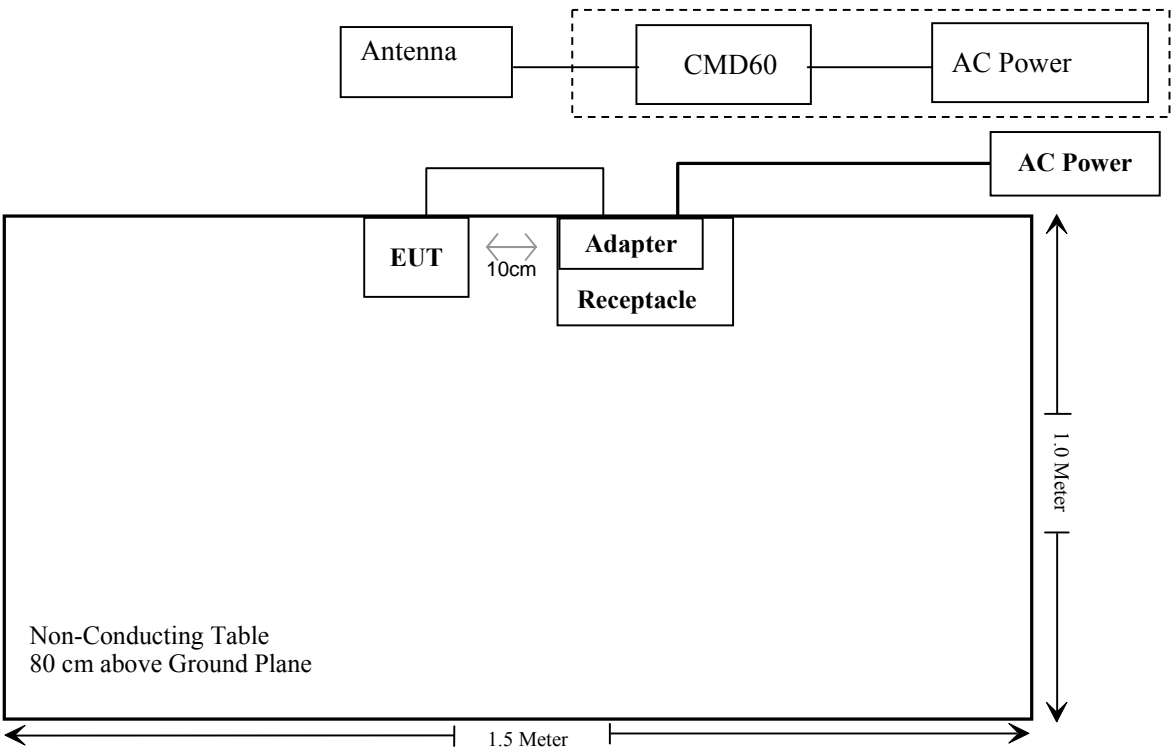 Antenna
CMD60
AC Power
AC Power
EUT
10cm
Adapter
Receptacle
1.0 Meter
Non-Conducting Table
80 cm above Ground Plane
1.5 Meter